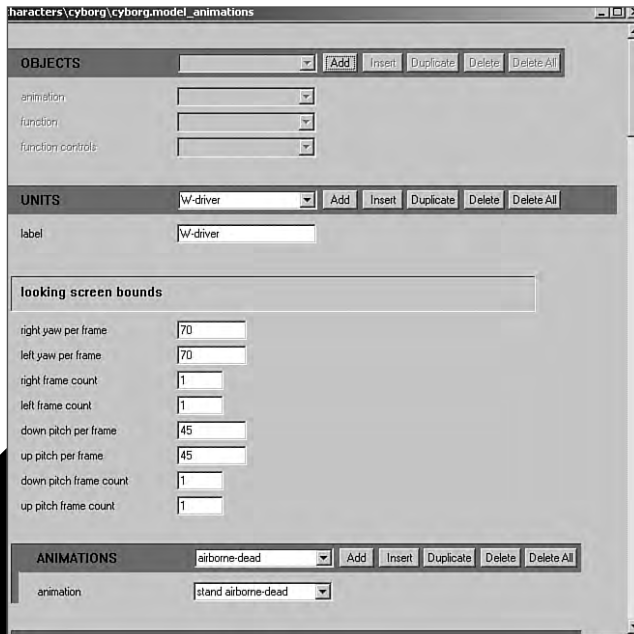 haracters\cyborg\cyborg.model_animations
OBJECTS Add Insert Duplicate Delete Delete All
animation
function
function controls
UNITS W-driver Add Insert Duplicate Delete Delete All
label W-driver
looking screen bounds
right yaw per frame 70
left yaw per frame 70
right frame count 1
left frame count 1
down pitch per frame 45
up pitch per frame 45
down pitch frame count 1
up pitch frame count 1
ANIMATIONS airborne-dead Add Insert Duplicate Delete Delete All
animation stand airborne-dead